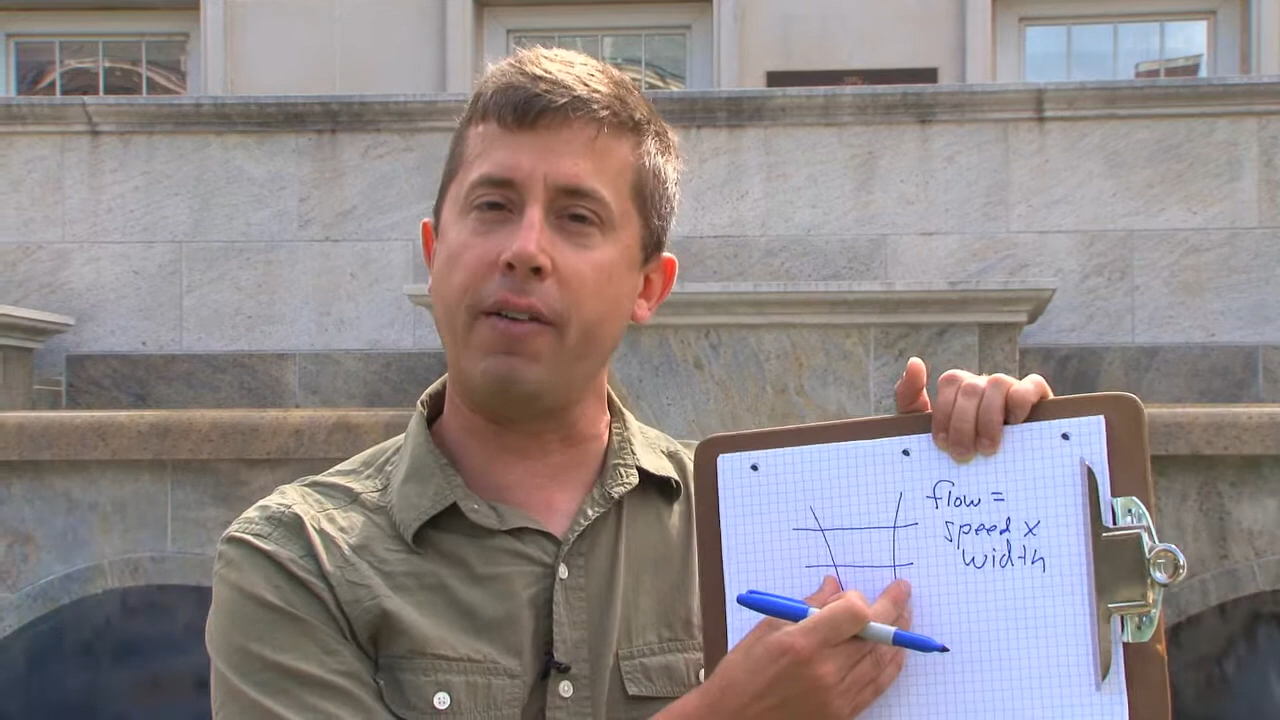 flow =
speed x
width